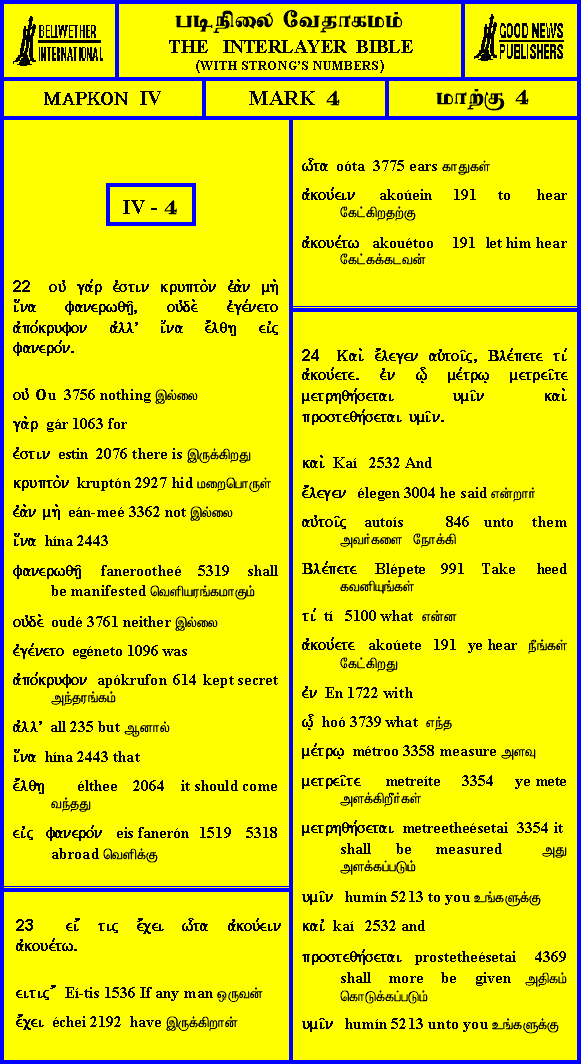 BELLWETHER
INTERNATIONAL
படிநிலை வேதாகமம்
THE INTERLAYER BIBLE
(WITH STRONG'S NUMBERS)
GOOD NEWS
PUBLISHERS
ΜΑΡΚΟΝ IV
MARK 4
மாற்கு 4
IV - 4
22 οὐ γάρ ἐστιν κρυπτὸν ἐὰν μὴ
ἵνα φανερωθῇ, οὐδὲ ἐγένετο
ἀπόκρυφον ἀλλ’ ἵνα ἔλθῃ εἰς
φανερόν.
οὐ Ou 3756 nothing இல்லை
γὰρ gár 1063 for
ἐστιν estin 2076 there is இருக்கிறது
κρυπτὸν kruptón 2927 hid மறைபொருள்
ἐὰν μὴ eán-meé 3362 not இல்லை
ἵνα hína 2443
φανερωθῇ fanerootheé 5319 shall
be manifested வெளியரங்கமாகும்
οὐδὲ oudé 3761 neither இல்லை
ἐγένετο egéneto 1096 was
ἀπόκρυφον apókrufon 614 kept secret
அந்தரங்கம்
ἀλλ’ all 235 but ஆனால்
ἵνα hína 2443 that
ἔλθῃ élthee 2064 it should come
வந்தது
εἰς φανερόν eis fanerón 1519 5318
abroad வெளிக்கு
23 εἴ τις ἔχει ὦτα ἀκούειν
ἀκουέτω.
ειτις῎ Eí-tis 1536 If any man ஒருவன்
ἔχει échei 2192 have இருக்கிறான்
ὦτα oóta 3775 ears காதுகள்
ἀκούειν akoúein 191 to hear
கேட்கிறதற்கு
ἀκουέτω akouétoo 191 let him hear
கேட்கக்கடவன்
24 Καὶ ἔλεγεν αὐτοῖς, Βλέπετε τί
ἀκούετε. ἐν ᾧ μέτρῳ μετρεῖτε
μετρηθήσεται υμῖν καὶ
προστεθήσεται υμῖν.
καὶ Kaí 2532 And
ἔλεγεν élegen 3004 he said என்றார்
αὐτοῖς autoís 846 unto them
அவர்களை நோக்கி
Βλέπετε Blépete 991 Take heed
கவனியுங்கள்
τί tí 5100 what என்ன
ἀκούετε akoúete 191 ye hear நீங்கள்
கேட்கிறது
ἐν En 1722 with
ᾧ hoó 3739 what எந்த
μέτρῳ métroo 3358 measure அளவு
μετρεῖτε metreíte 3354 ye mete
அளக்கிறீர்கள்
μετρηθήσεται metreetheésetai 3354 it
shall be measured அது
அளக்கப்படும்
υμῖν humín 5213 to you உங்களுக்கு
καὶ kaí 2532 and
προστεθήσεται prostetheésetai 4369
shall more be given அதிகம்
கொடுக்கப்படும்
υμῖν humín 5213 unto you உங்களுக்கு